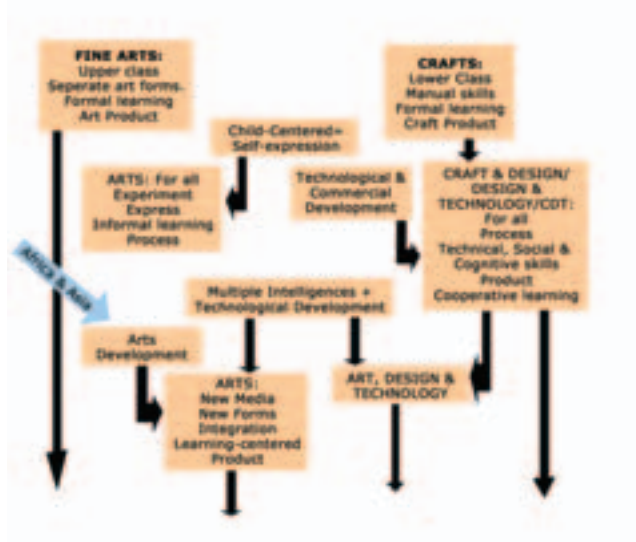 FINE ARTS:
Upper class
Seperate art forms.
Formal learning
Art Product
CRAFTS:
Lower Class
Manual skills
Formal learning
Craft Product
Child-Centered=
Self-expression
ARTS: For all
Experiment
Express
Informal learning
Process
Technological &
Commercial
Development
CRAFT & DESIGN/
DESIGN &
TECHNOLOGY/CDT:
For all
Process
Technical, Social &
Cognitive skills
Product
Cooperative learning
Africa & Asia
Multiple Intelligences +
Technological Development
Arts
Development
ARTS:
New Media
New Forms
Integration
Learning-centered
Product
ART, DESIGN &
TECHNOLOGY